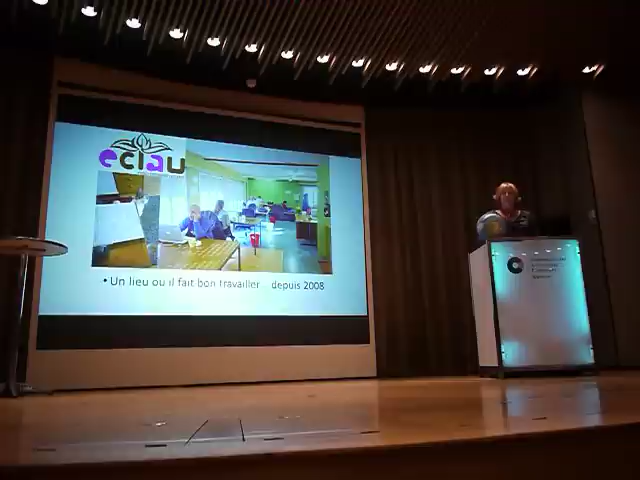 eclau
• Un lieu ou il fait bon travailler... depuis 2008